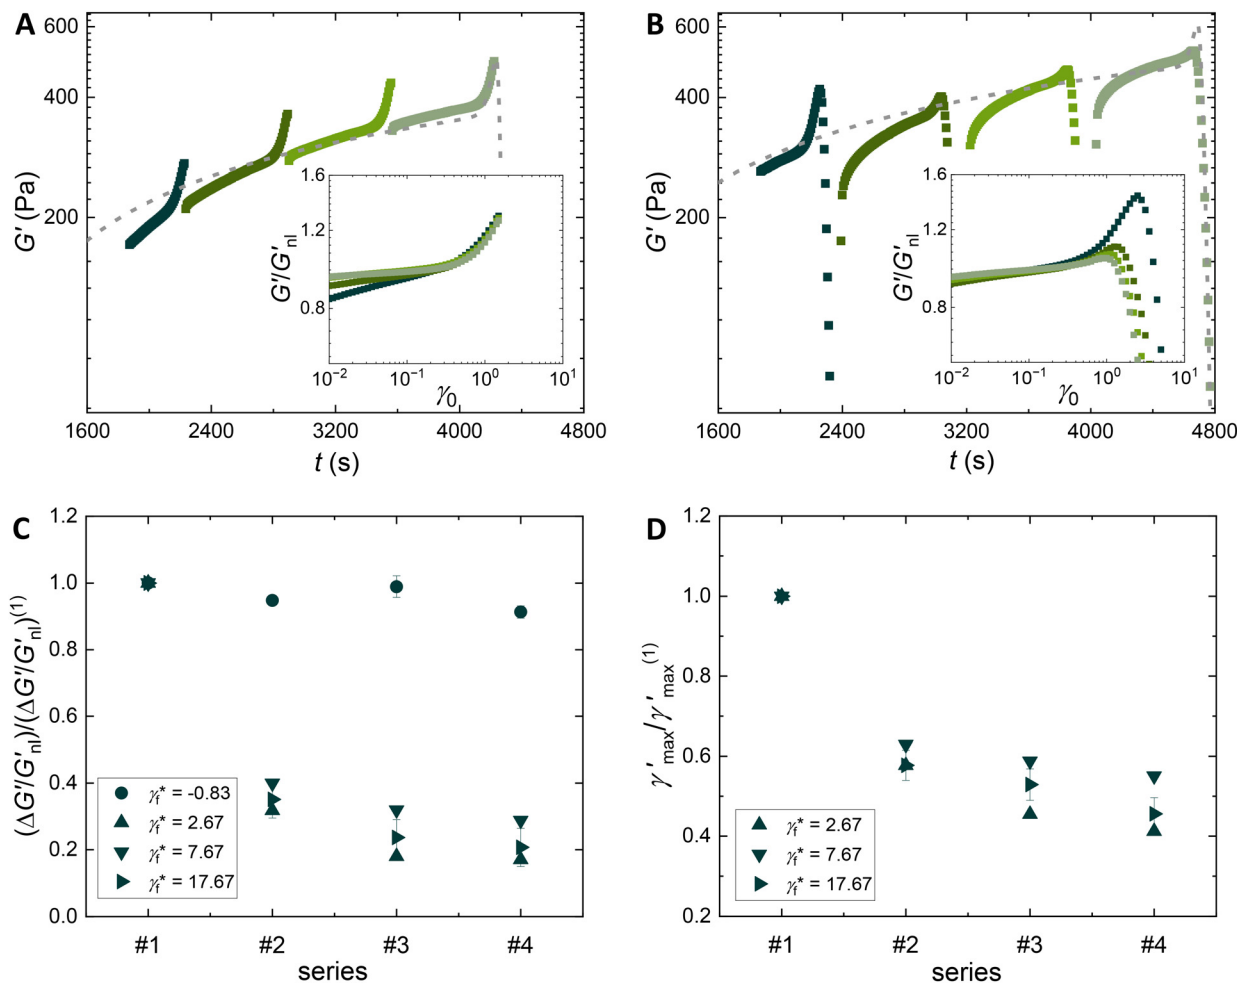 A
600
400
200
G′ (Pa)
1600
2400
3200
4000
4800
t (s)
1.6
1.2
0.8
G′/G′nl
10⁻²
10⁻¹
10⁰
10¹
γ₀
B
600
400
200
G′ (Pa)
1600
2400
3200
4000
4800
t (s)
1.6
1.2
0.8
G′/G′nl
10⁻²
10⁻¹
10⁰
10¹
γ₀
C
1.2
1.0
0.8
0.6
0.4
0.2
0.0
(ΔG′/G′nl)/(ΔG′/G′nl)⁽¹⁾
γf* = -0.83
γf* = 2.67
γf* = 7.67
γf* = 17.67
#1
#2
#3
#4
series
D
1.2
1.0
0.8
0.6
0.4
0.2
γ′max/γ′max⁽¹⁾
γf* = 2.67
γf* = 7.67
γf* = 17.67
#1
#2
#3
#4
series